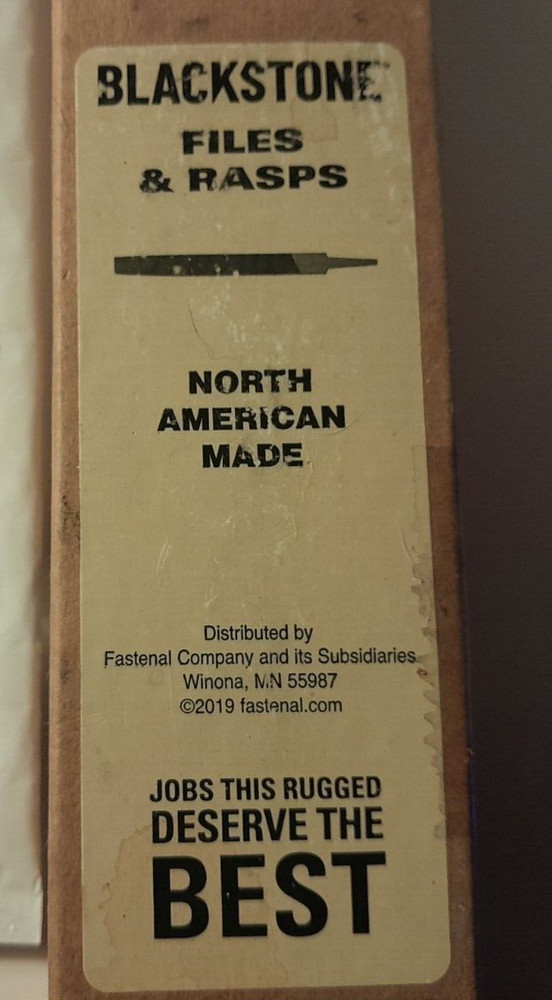 BLACKSTONE
FILES
& RASPS
NORTH
AMERICAN
MADE
Distributed by
Fastenal Company and its Subsidiaries
Winona, MN 55987
©2019 fastenal.com
JOBS THIS RUGGED
DESERVE THE
BEST